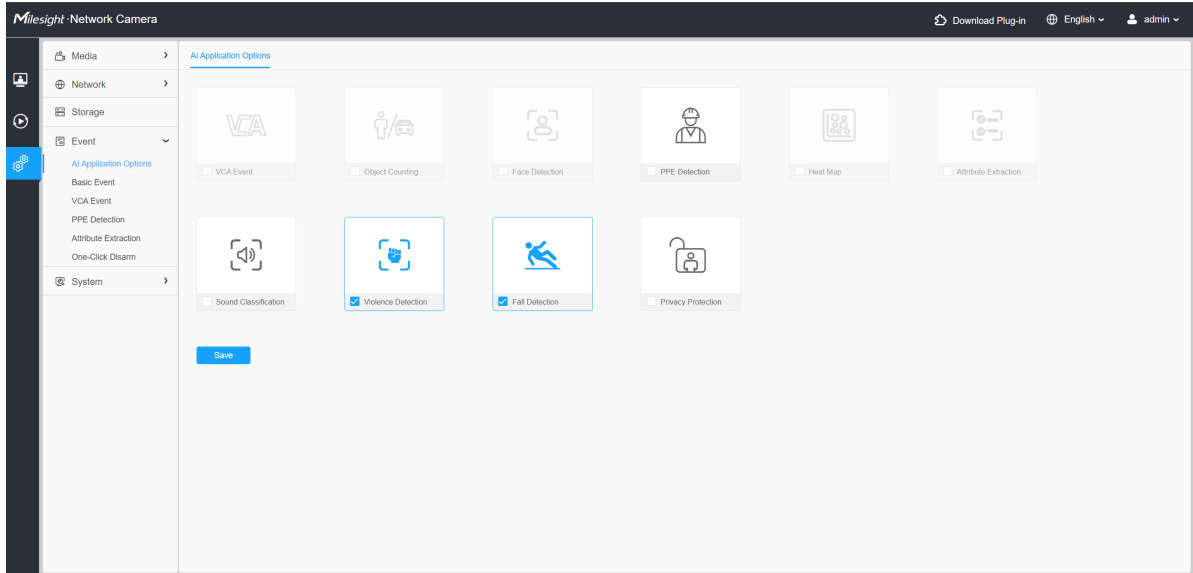 Milesight · Network Camera
Download Plug-in
English
admin
Media
Network
Storage
Event
AI Application Options
Basic Event
VCA Event
PPE Detection
Attribute Extraction
One-Click Disarm
System
AI Application Options
VCA
VCA Event
Object Counting
Face Detection
PPE Detection
Heat Map
Attribute Extraction
Sound Classification
Violence Detection
Fall Detection
Privacy Protection
Save